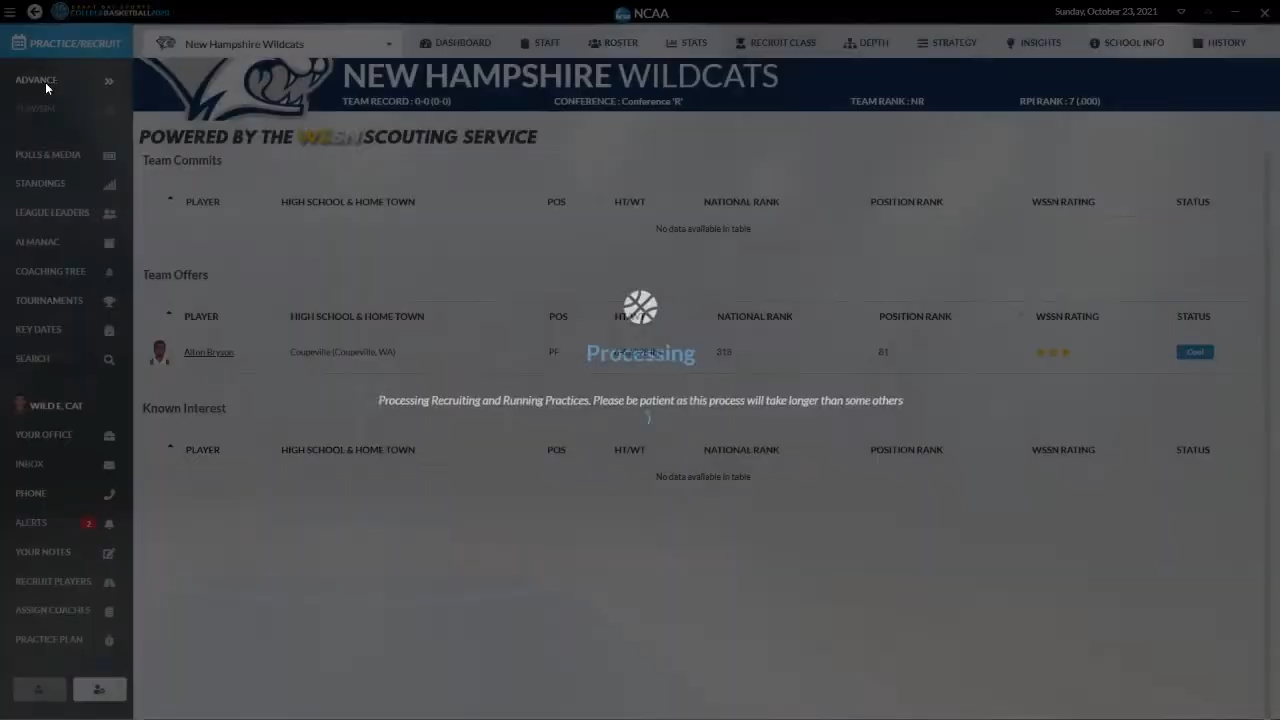 COLLEGE BASKETBALL 2020
NCAA
Sunday, October 23, 2021
PRACTICE/RECRUIT
New Hampshire Wildcats
DASHBOARD
STAFF
ROSTER
STATS
RECRUIT CLASS
DEPTH
STRATEGY
INSIGHTS
SCHOOL INFO
HISTORY
ADVANCE
POLLS & MEDIA
STANDINGS
LEAGUE LEADERS
ALMANAC
COACHING TREE
TOURNAMENTS
KEY DATES
SEARCH
WILD E. CAT
YOUR OFFICE
INBOX
PHONE
ALERTS 2
YOUR NOTES
RECRUIT PLAYERS
ASSIGN COACHES
PRACTICE PLAN
NEW HAMPSHIRE WILDCATS
TEAM RECORD : 0-0 (0-0) CONFERENCE : Conference 'R' TEAM RANK : NR RPI RANK : 7 (.000)
POWERED BY THE WSSN SCOUTING SERVICE
Team Commits
PLAYER HIGH SCHOOL & HOME TOWN POS HT/WT NATIONAL RANK POSITION RANK WSSN RATING STATUS
No data available in table
Team Offers
PLAYER HIGH SCHOOL & HOME TOWN POS HT/WT NATIONAL RANK POSITION RANK WSSN RATING STATUS
Alton Bryson Coupeville (Coupeville, WA) PF 318 81 Cool
Processing
Processing Recruiting and Running Practices. Please be patient as this process will take longer than some others
Known Interest
PLAYER HIGH SCHOOL & HOME TOWN POS HT/WT NATIONAL RANK POSITION RANK WSSN RATING STATUS
No data available in table